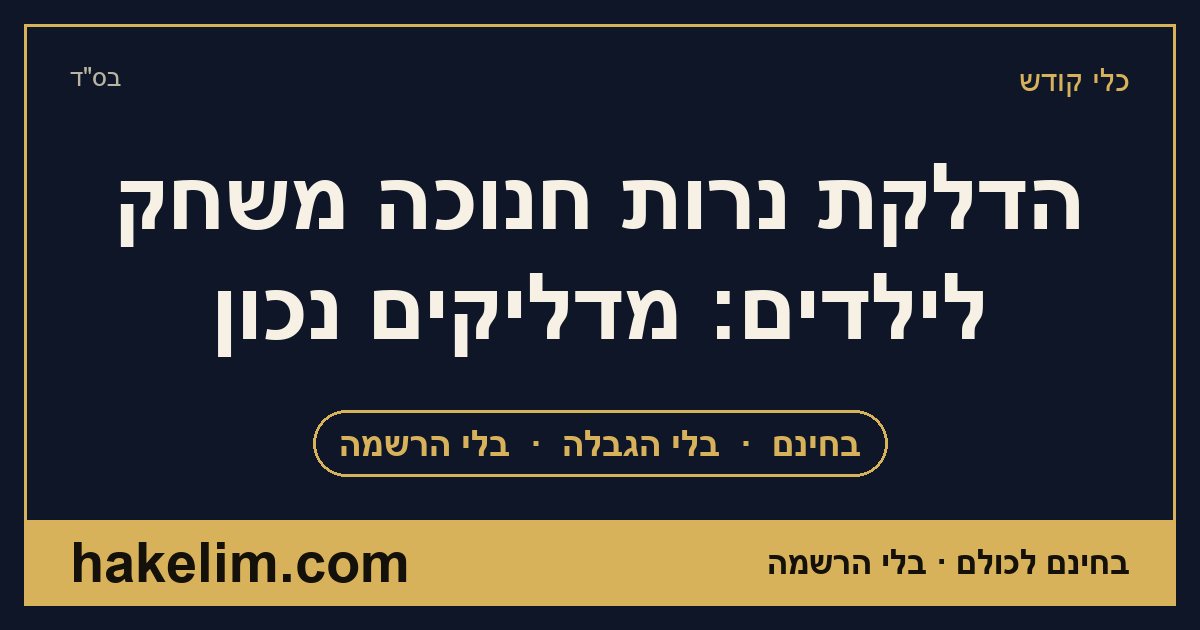 כלי קודש
בס"ד
הדלקת נרות חנוכה משחק
לילדים: מדליקים נכון
בחינם · בלי הגבלה · בלי הרשמה
בחינם לכולם · בלי הרשמה
hakelim.com